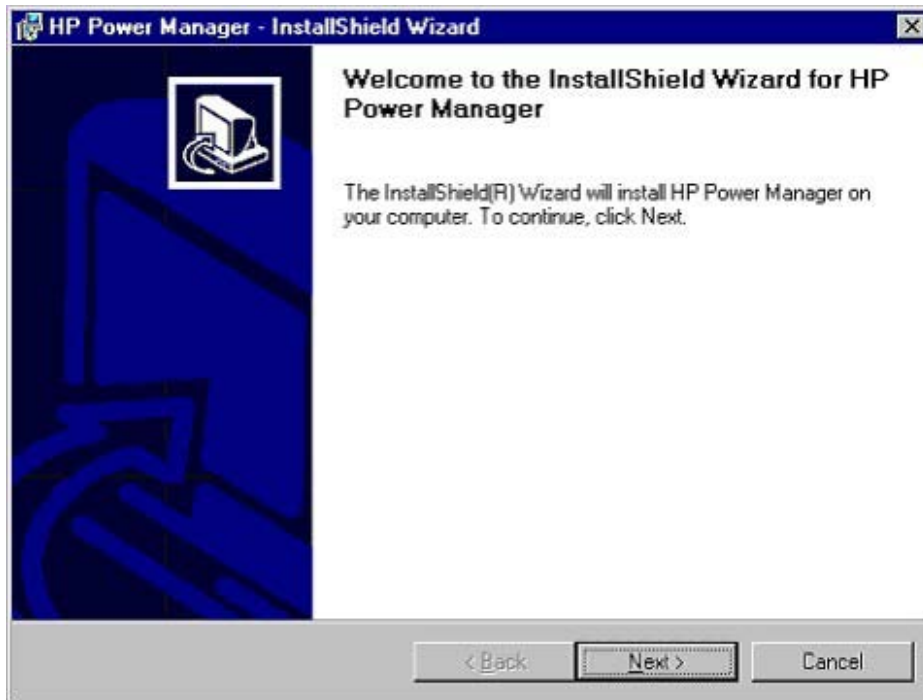 HP Power Manager - InstallShield Wizard
Welcome to the InstallShield Wizard for HP
Power Manager
The InstallShield(R) Wizard will install HP Power Manager on
your computer. To continue, click Next.
< Back
Next >
Cancel